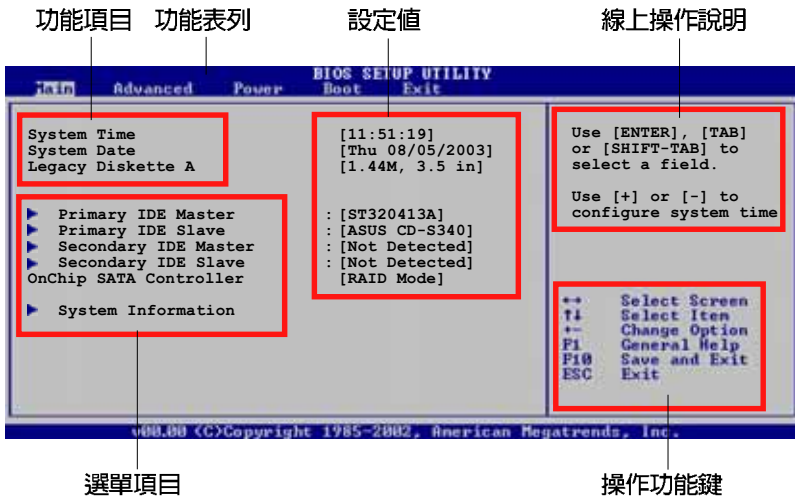 功能項目 功能表列 設定值 線上操作說明
BIOS SETUP UTILITY
Main Advanced Power Boot Exit
System Time [11:51:19]
System Date [Thu 08/05/2003]
Legacy Diskette A [1.44M, 3.5 in]
Primary IDE Master : [ST320413A]
Primary IDE Slave : [ASUS CD-S340]
Secondary IDE Master : [Not Detected]
Secondary IDE Slave : [Not Detected]
OnChip SATA Controller [RAID Mode]
System Information
Use [ENTER], [TAB]
or [SHIFT-TAB] to
select a field.
Use [+] or [-] to
configure system time
↔ Select Screen
↑↓ Select Item
+- Change Option
F1 General Help
F10 Save and Exit
ESC Exit
v00.00 (C)Copyright 1985-2002, American Megatrends, Inc.
選單項目 操作功能鍵